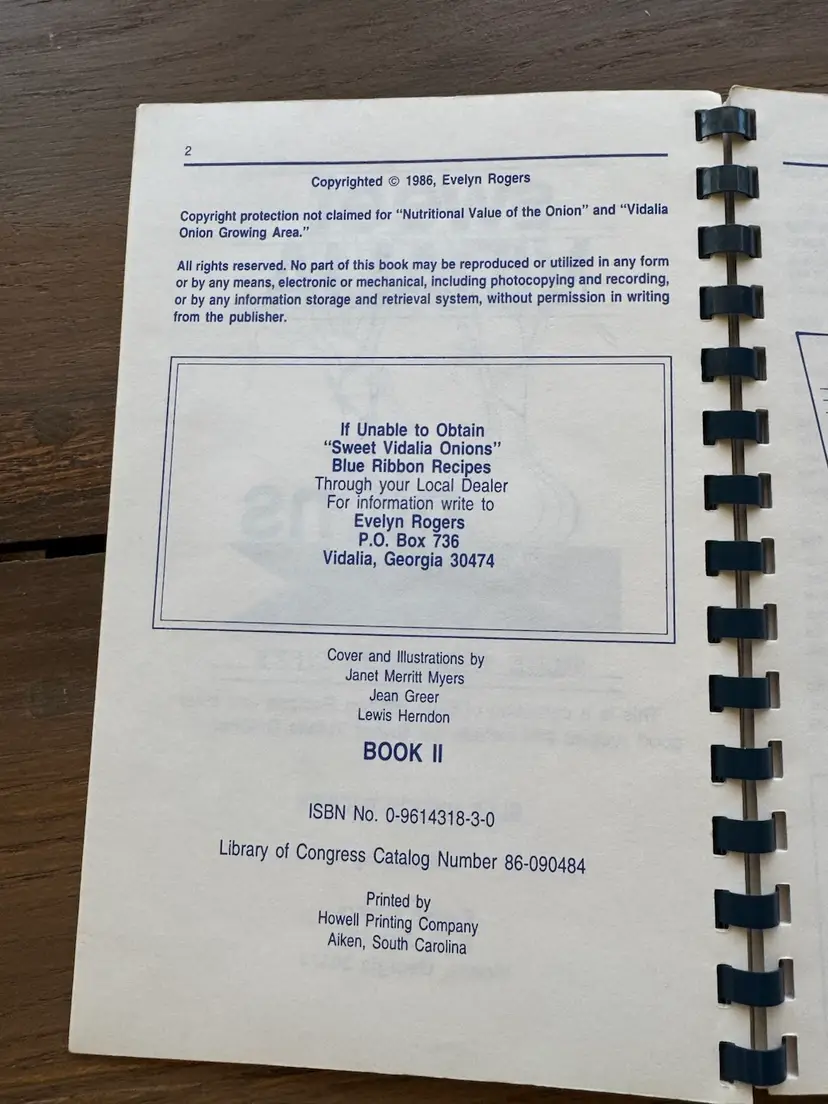 2
Copyrighted © 1986, Evelyn Rogers
Copyright protection not claimed for “Nutritional Value of the Onion” and “Vidalia
Onion Growing Area.”
All rights reserved. No part of this book may be reproduced or utilized in any form
or by any means, electronic or mechanical, including photocopying and recording,
or by any information storage and retrieval system, without permission in writing
from the publisher.
If Unable to Obtain
“Sweet Vidalia Onions”
Blue Ribbon Recipes
Through your Local Dealer
For information write to
Evelyn Rogers
P.O. Box 736
Vidalia, Georgia 30474
Cover and Illustrations by
Janet Merritt Myers
Jean Greer
Lewis Herndon
BOOK II
ISBN No. 0-9614318-3-0
Library of Congress Catalog Number 86-090484
Printed by
Howell Printing Company
Aiken, South Carolina